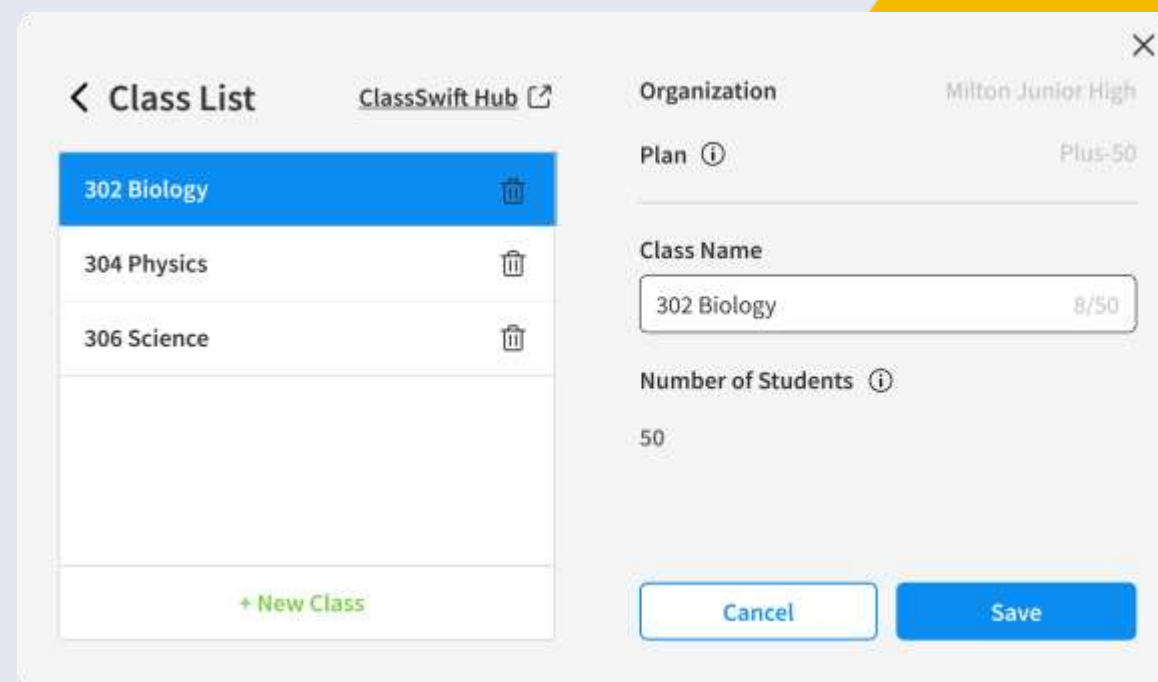 Class List
ClassSwift Hub
302 Biology
304 Physics
306 Science
+ New Class
Organization Milton Junior High
Plan Plus-50
Class Name
302 Biology 8/50
Number of Students
50
Cancel
Save